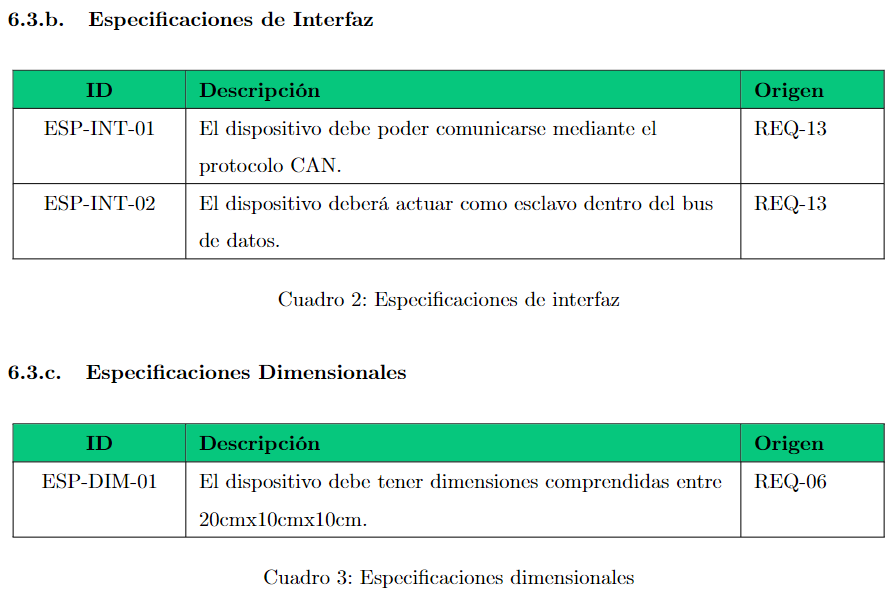 6.3.b. Especificaciones de Interfaz
ID Descripción Origen
ESP-INT-01 El dispositivo debe poder comunicarse mediante el REQ-13
protocolo CAN.
ESP-INT-02 El dispositivo deberá actuar como esclavo dentro del bus REQ-13
de datos.
Cuadro 2: Especificaciones de interfaz
6.3.c. Especificaciones Dimensionales
ID Descripción Origen
ESP-DIM-01 El dispositivo debe tener dimensiones comprendidas entre REQ-06
20cmx10cmx10cm.
Cuadro 3: Especificaciones dimensionales